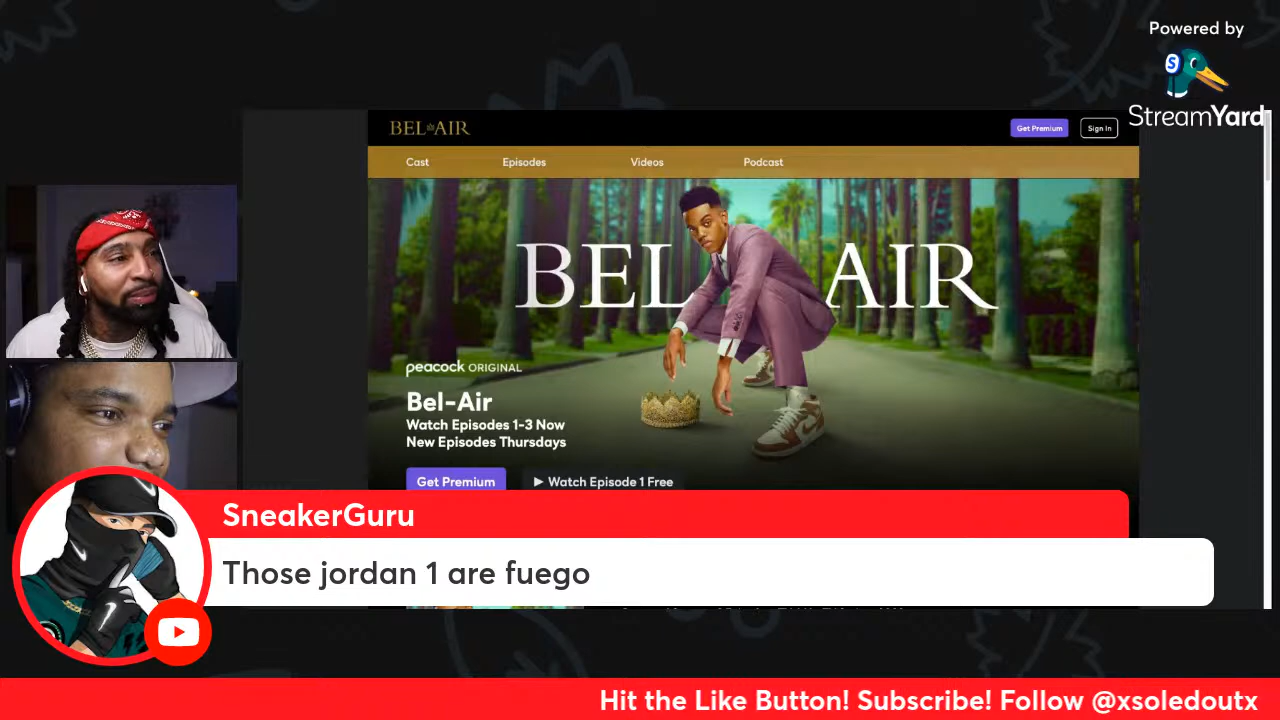 Powered by
S
StreamYard
BEL AIR
Get Premium
Sign In
Cast
Episodes
Videos
Podcast
BEL AIR
peacock ORIGINAL
Bel-Air
Watch Episodes 1-3 Now
New Episodes Thursdays
Get Premium
Watch Episode 1 Free
SneakerGuru
Those jordan 1 are fuego
Hit the Like Button! Subscribe! Follow @xsoledoutx